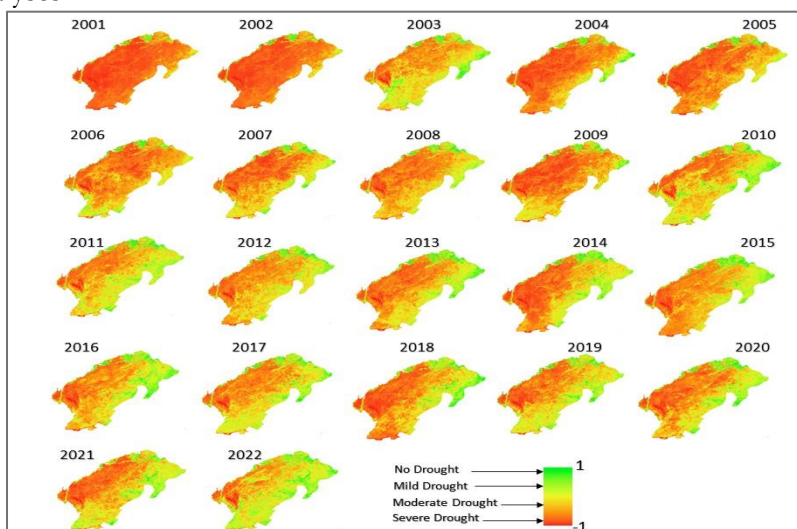 2001 2002 2003 2004 2005
2006 2007 2008 2009 2010
2011 2012 2013 2014 2015
2016 2017 2018 2019 2020
2021 2022
1
No Drought
Mild Drought
Moderate Drought
Severe Drought
-1